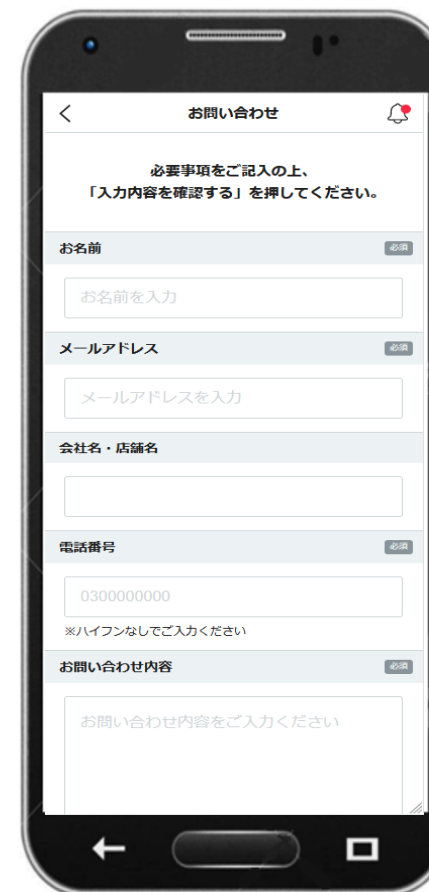 お問い合わせ
必要事項をご記入の上、
「入力内容を確認する」を押してください。
お名前 必須
お名前を入力
メールアドレス 必須
メールアドレスを入力
会社名・店舗名
電話番号 必須
0300000000
※ハイフンなしでご入力ください
お問い合わせ内容 必須
お問い合わせ内容をご入力ください